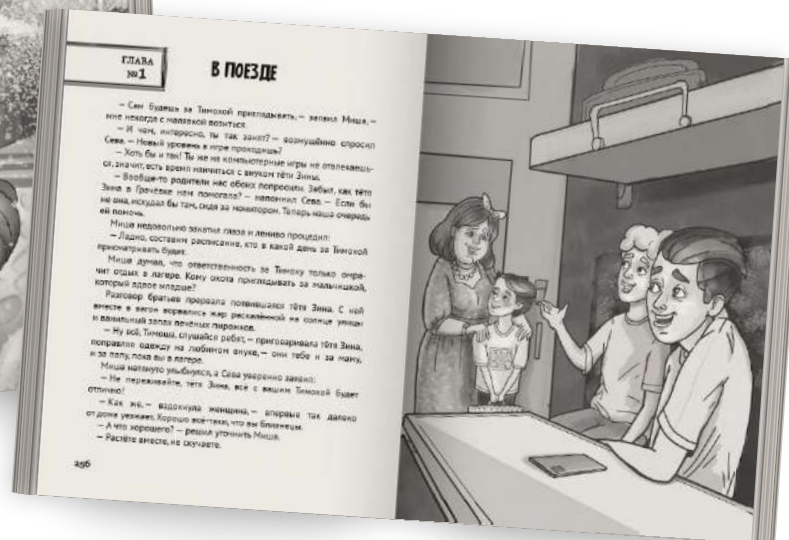 ГЛАВА
№1
В ПОЕЗДЕ
– Сам будешь за Тимохой приглядывать, – заявил Миша, –
мне некогда с малявкой возиться.
– И чем, интересно, ты так занят? – возмущённо спросил
Сева. – Новый уровень в игре проходишь?
– Хоть бы и так! Ты же на компьютерные игры не отвлекаешь-
ся, значит, есть время нянчиться с внуком тёти Зины.
– Вообще-то родители нас обоих попросили. Забыл, как тётя
Зина в Грачёвке нам помогала? – напомнил Сева. – Если бы
не она, искудал бы там, сидя за монитором. Теперь наша очередь
ей помочь.
Миша недовольно закатил глаза и лениво процедил:
– Ладно, составим расписание, кто в какой день за Тимохой
присматривать будет.
Миша думал, что ответственность за Тимоху только омра-
чит отдых в лагере. Кому охота приглядывать за мальчишкой,
который вдвое младше?
Разговор братьев прервала появившаяся тётя Зина. С ней
вместе в вагон ворвались жар раскалённой на солнце улицы
и ванильный запах печёных пирожков.
– Ну всё, Тимоша, слушайся ребят, – приговаривала тётя Зина,
поправляя одежду на любимом внуке, – они тебе и за маму,
и за папу, пока вы в лагере.
Миша натянуто улыбнулся, а Сева уверенно заявил:
– Не переживайте, тётя Зина, всё с вашим Тимохой будет
отлично!
– Как же, – вздохнула женщина, – впервые так далеко
от дома уезжает. Хорошо всё-таки, что вы близнецы.
– А что хорошего? – решил уточнить Миша.
– Растёте вместе, не скучаете.
256